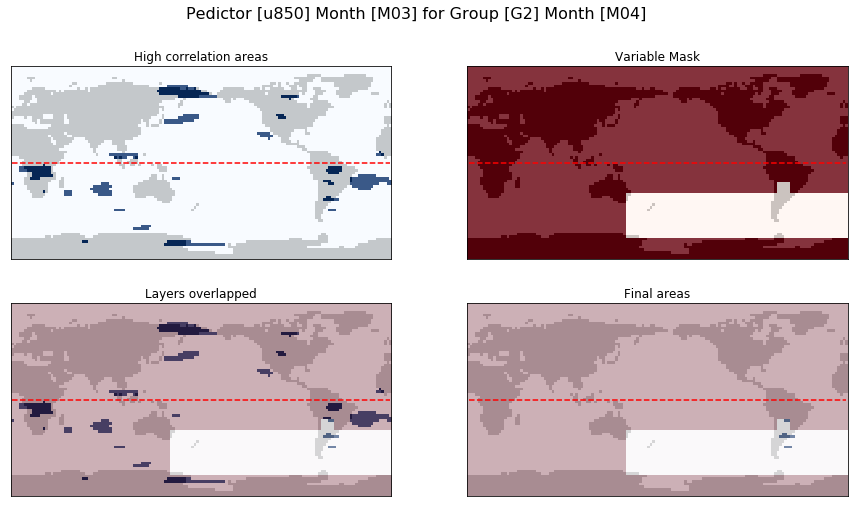 Pedictor [u850] Month [M03] for Group [G2] Month [M04]
High correlation areas
Variable Mask
Layers overlapped
Final areas